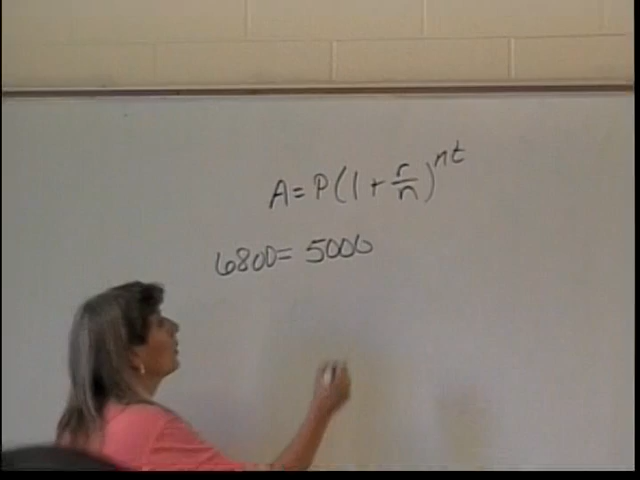 A = P(1 + r/n)^nt
6800 = 5000